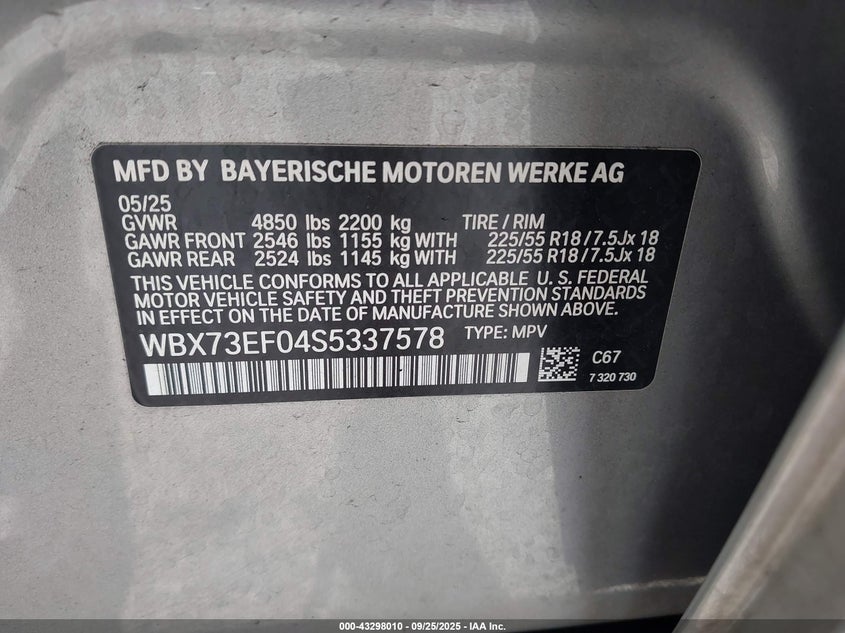 MFD BY BAYERISCHE MOTOREN WERKE AG
05/25
GVWR 4850 lbs 2200 kg TIRE / RIM
GAWR FRONT 2546 lbs 1155 kg WITH 225/55 R18 / 7.5Jx 18
GAWR REAR 2524 lbs 1145 kg WITH 225/55 R18 / 7.5Jx 18
THIS VEHICLE CONFORMS TO ALL APPLICABLE U. S. FEDERAL
MOTOR VEHICLE SAFETY AND THEFT PREVENTION STANDARDS
IN EFFECT ON THE DATE OF MANUFACTURE SHOWN ABOVE.
WBX73EF04S5337578 TYPE: MPV
C67
7 320 730
000-43298010 - 09/25/2025 - IAA Inc.